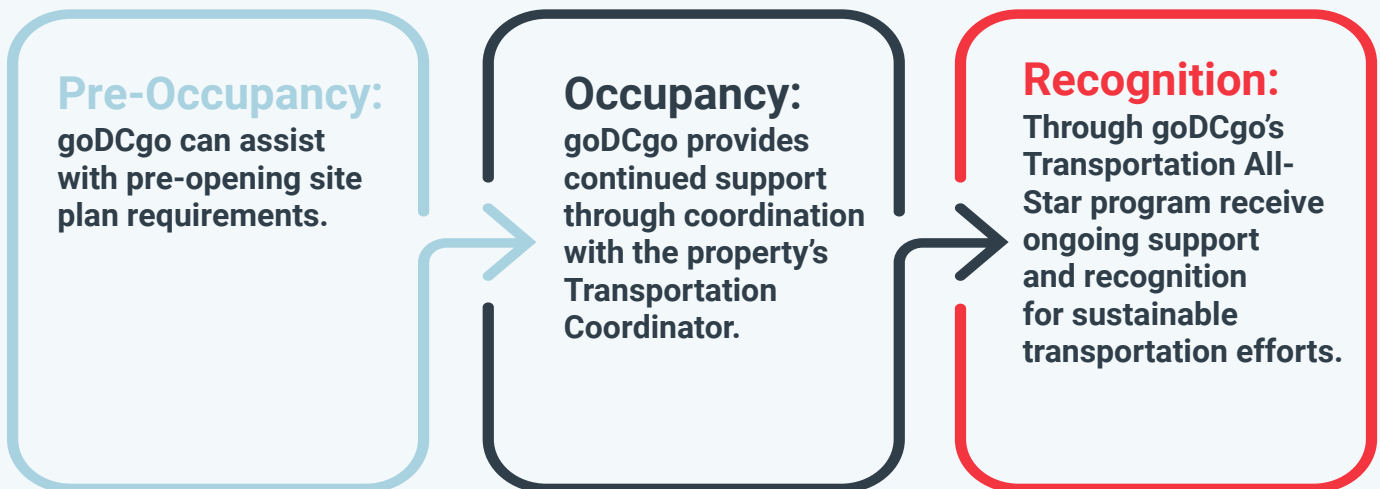 Pre-Occupancy:
goDCgo can assist
with pre-opening site
plan requirements.
Occupancy:
goDCgo provides
continued support
through coordination
with the property’s
Transportation
Coordinator.
Recognition:
Through goDCgo’s
Transportation All-
Star program receive
ongoing support
and recognition
for sustainable
transportation efforts.